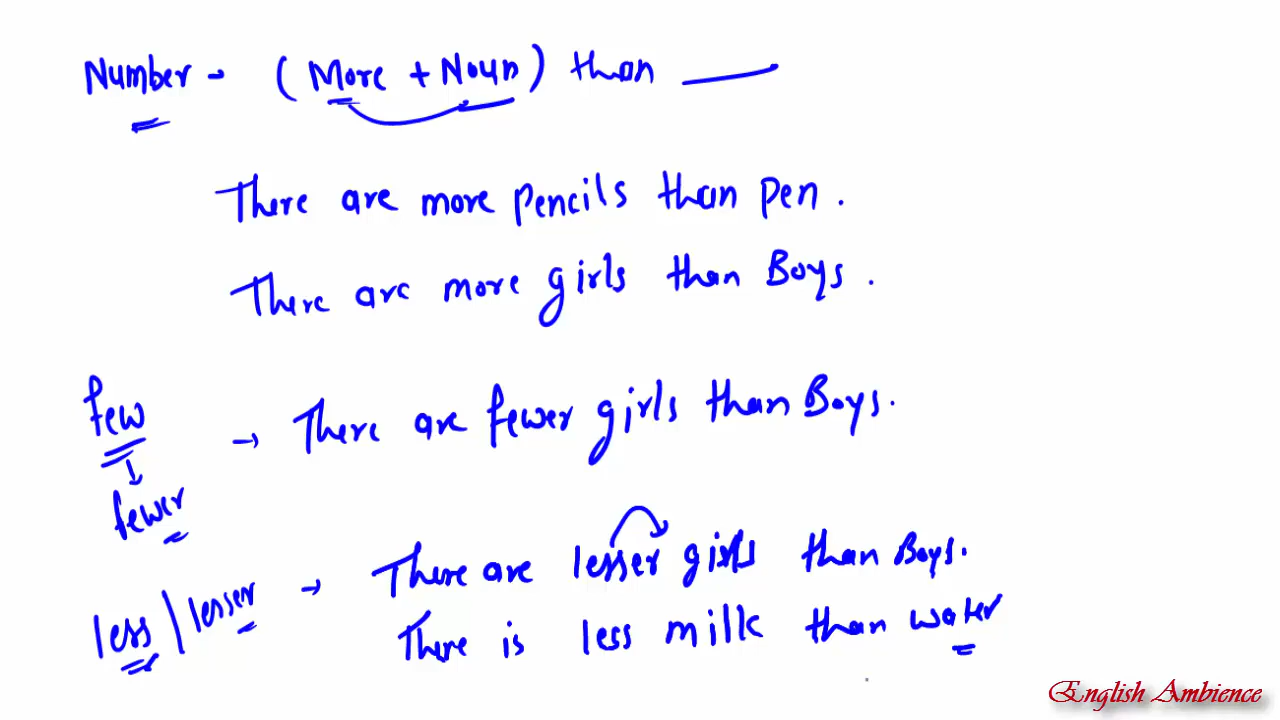 Number → (More + Noun) than ___
There are more pencils than pen.
There are more girls than Boys.
few → There are fewer girls than Boys.
↓
fewer
less | lesser → There are lesser girls than Boys.
There is less milk than water
English Ambience